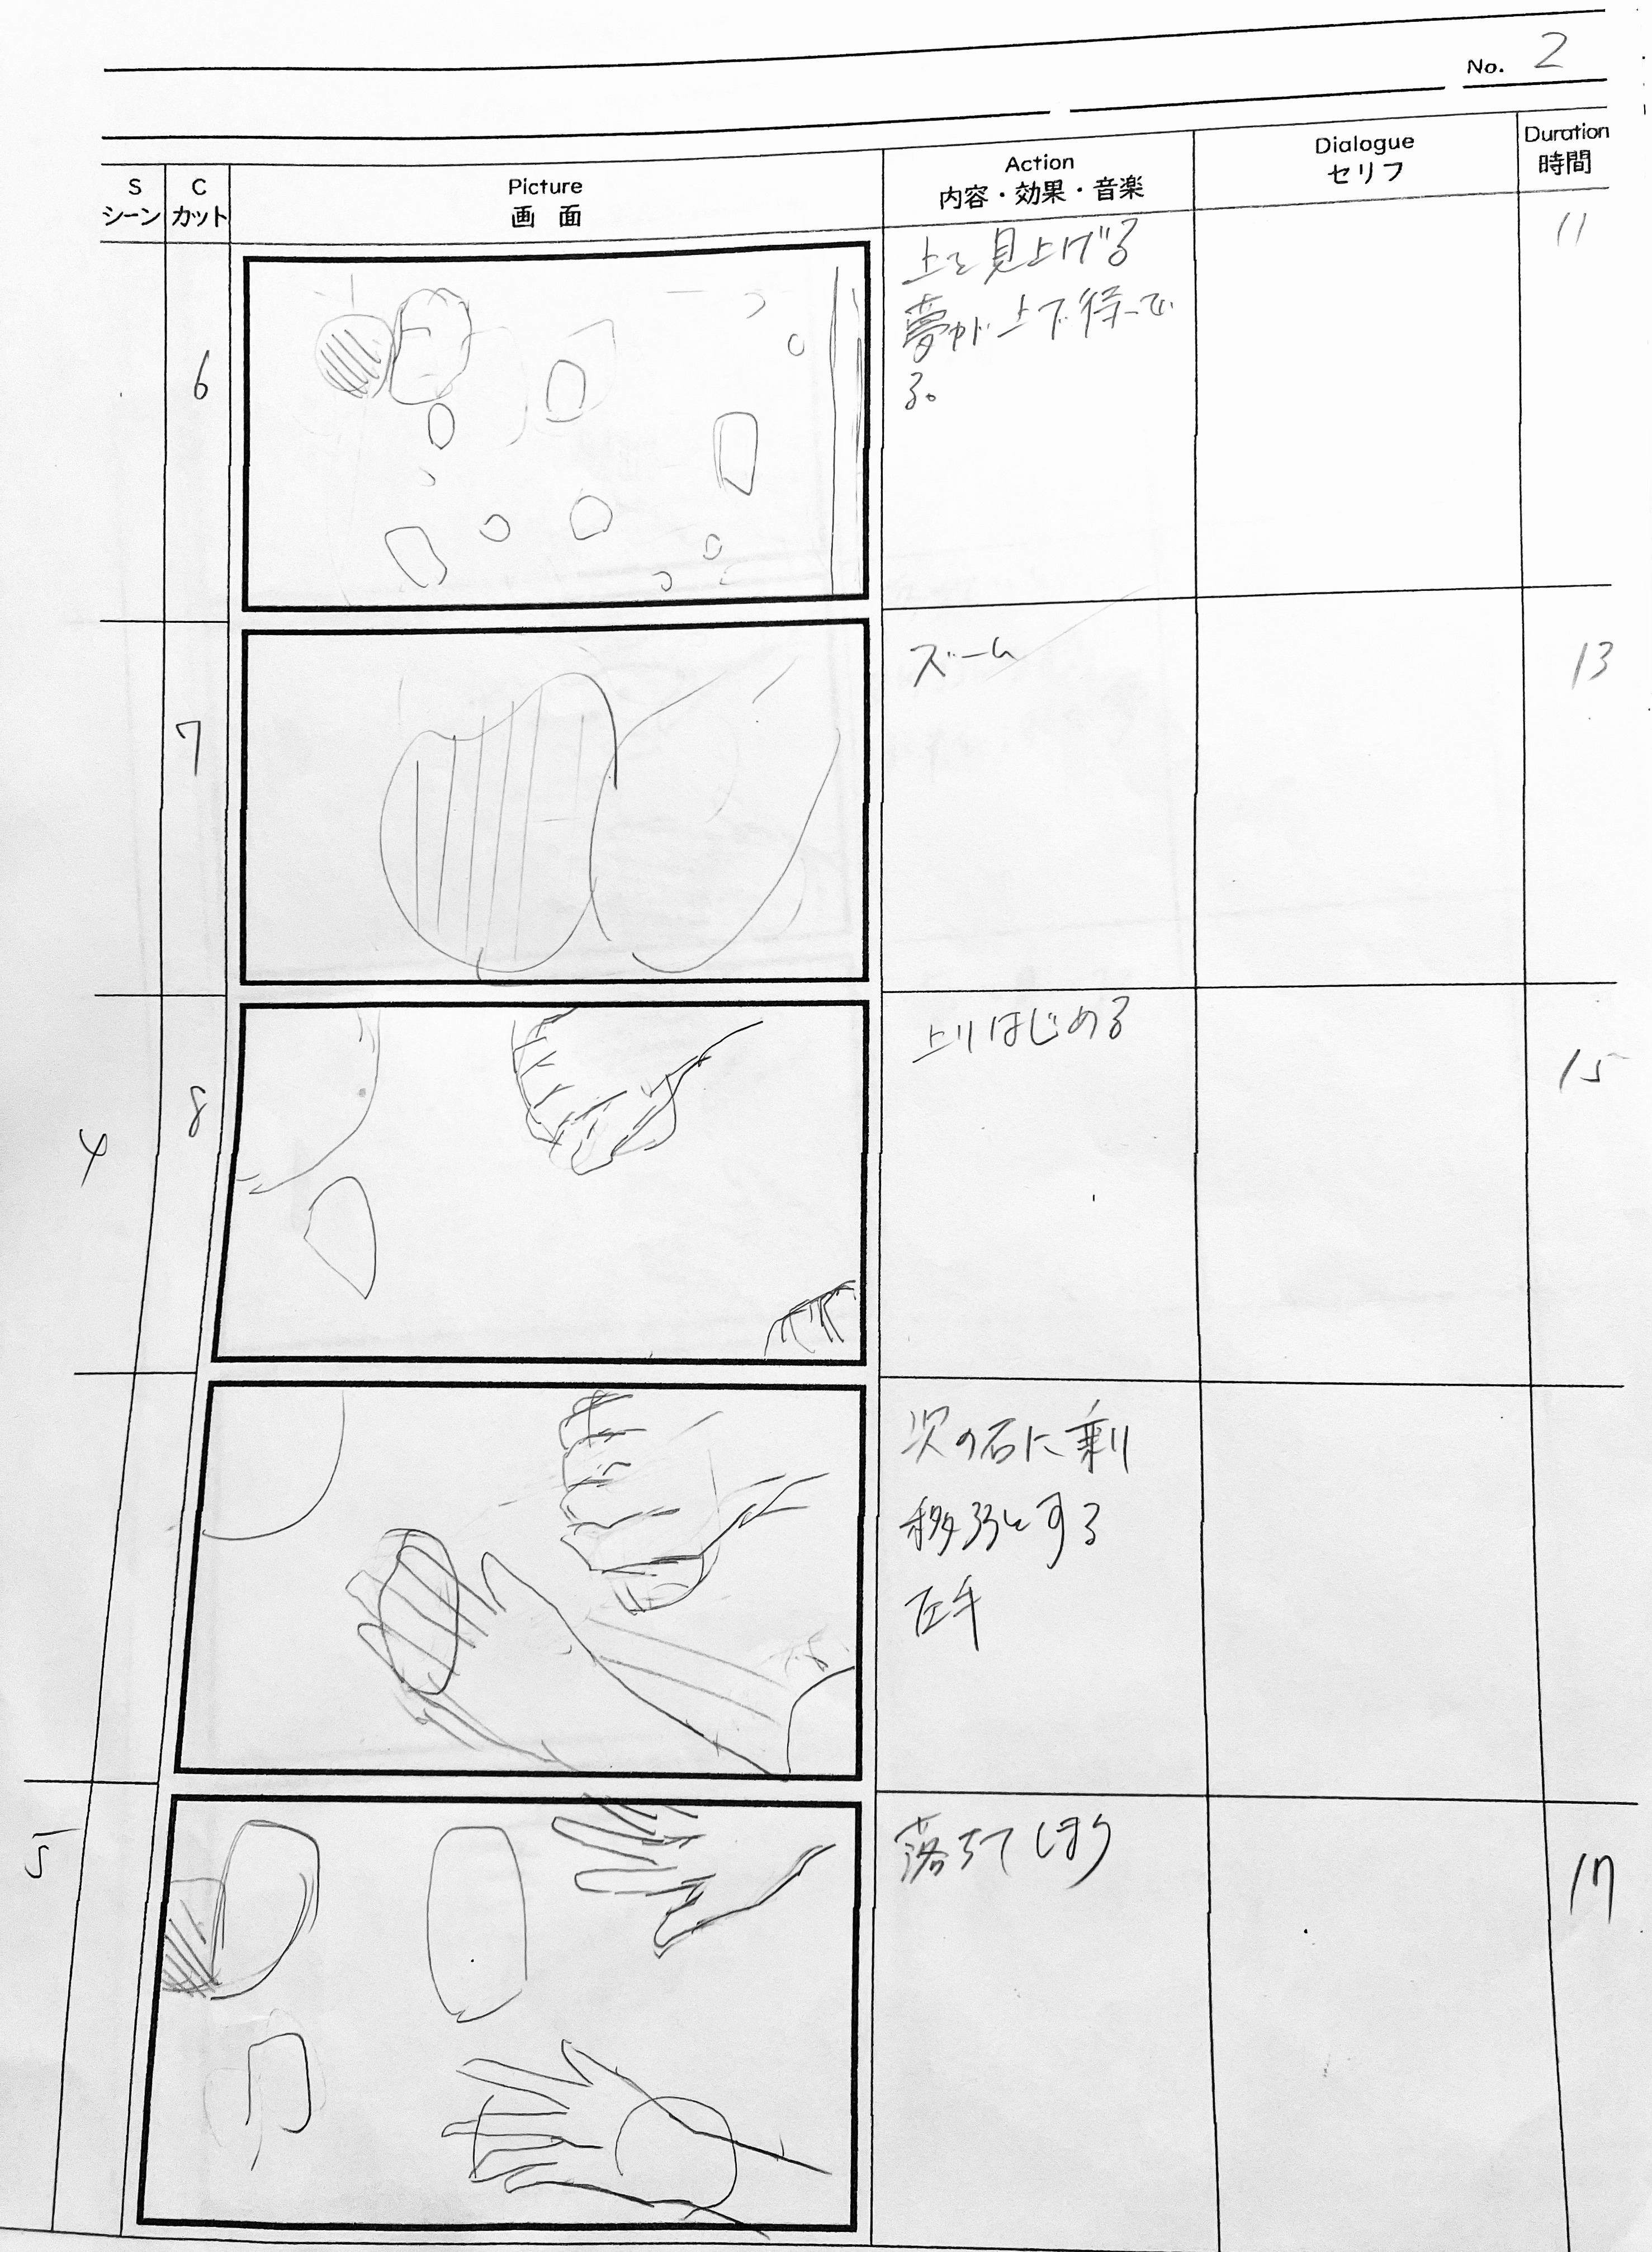 No. 2
S
シーン
C
カット
Picture
画面
Action
内容・効果・音楽
Dialogue
セリフ
Duration
時間
6
上を見上げる
夢が上で待って
る。
11
7
ズーム
13
4
8
上りはじめる
15
次の石に乗り
移ろうとする
左手
5
落ちてしまう
17